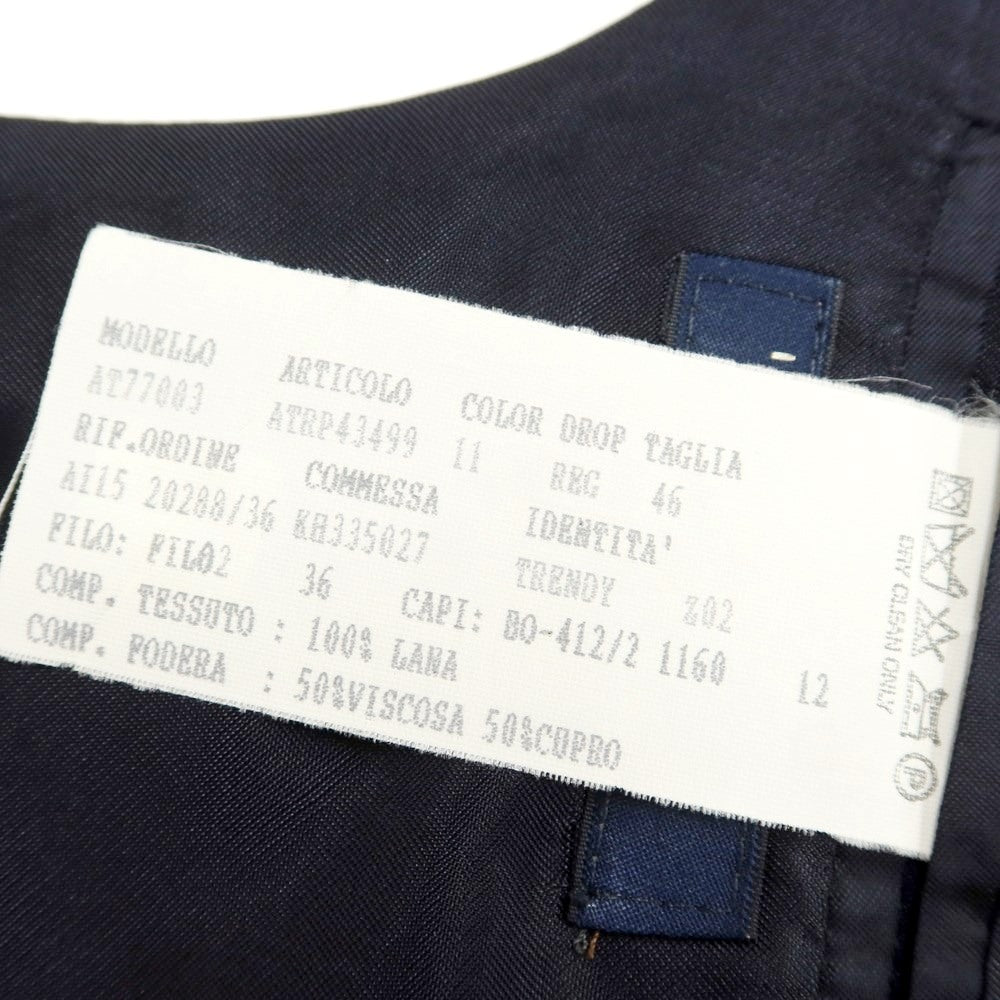 MODELLO ARTICOLO COLOR DROP TAGLIA
AT77003 ATRP43499 11 REG 46
RIF.ORDINE COMMESSA IDENTITA'
AI15 20288/36 KH335027 TRENDY Z02
FILO: FILO2 36 CAPI: BO-412/2 1160 12
COMP. TESSUTO : 100% LANA
COMP. FODERA : 50%VISCOSA 50%CUPRO
DRY CLEAN ONLY
P